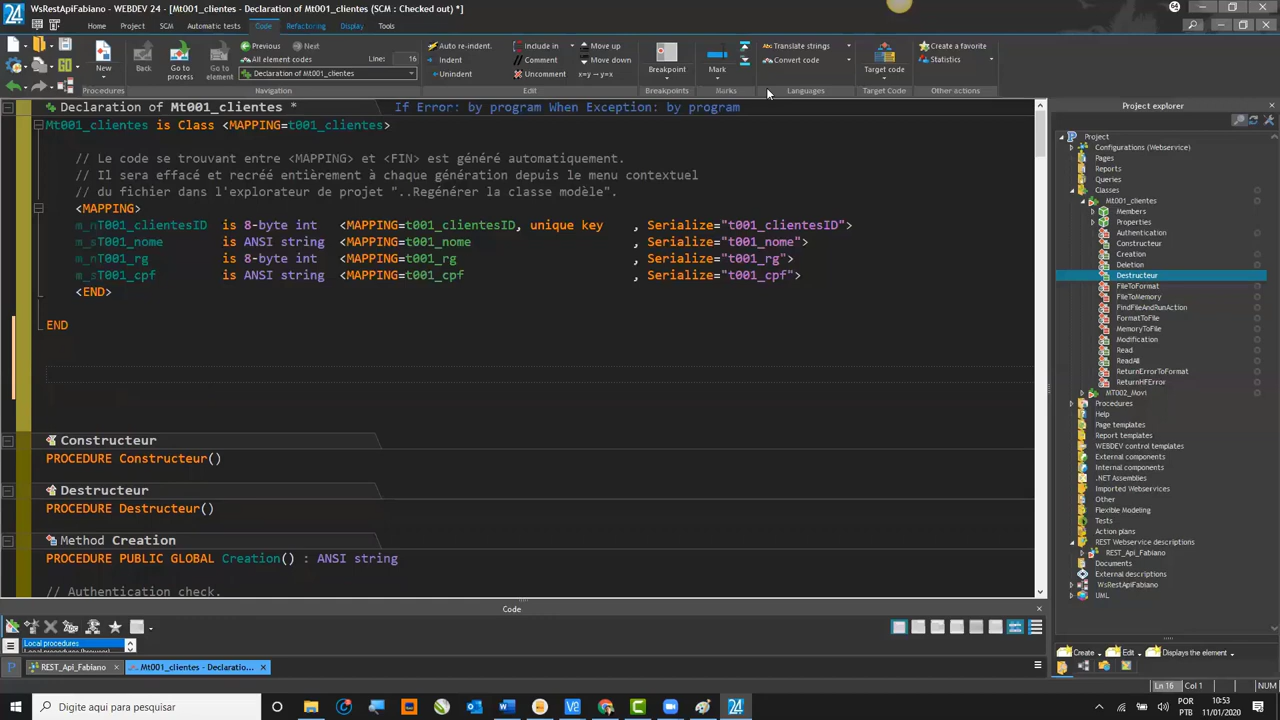 WsRestApiFabiano - WEBDEV 24 - Declaration of Mt001_clientes (SCM : Checked out) *]
24
64
Home
Project
SCM
Automatic tests
Code
Refactoring
Display
Tools
Auto re-indent.
Indent
Unindent
Include in
Comment
Uncomment
Move up
Move down
x=y → y=x
Translate strings
Convert code
Create a favorite
Statistics
Previous
Next
All element codes
Declaration of Mt001_clientes
Line:
16
New
Back
Go to process
Go to element
Breakpoint
Mark
Target code
Procedures
Navigation
Edit
Breakpoints
Marks
Languages
Target Code
Other actions
Declaration of Mt001_clientes *
If Error: by program When Exception: by program
Mt001_clientes is Class <MAPPING=t001_clientes>
// Le code se trouvant entre <MAPPING> et <FIN> est généré automatiquement.
// Il sera effacé et recréé entièrement à chaque génération depuis le menu contextuel
// du fichier dans l'explorateur de projet "..Regénérer la classe modèle".
<MAPPING>
m_nT001_clientesID is 8-byte int <MAPPING=t001_clientesID, unique key , Serialize="t001_clientesID">
m_sT001_nome is ANSI string <MAPPING=t001_nome , Serialize="t001_nome">
m_nT001_rg is 8-byte int <MAPPING=t001_rg , Serialize="t001_rg">
m_sT001_cpf is ANSI string <MAPPING=t001_cpf , Serialize="t001_cpf">
<END>
END
Constructeur
PROCEDURE Constructeur()
Destructeur
PROCEDURE Destructeur()
Method Creation
PROCEDURE PUBLIC GLOBAL Creation() : ANSI string
// Authentication check.
Code
Local procedures
Project explorer
Project
Configurations (Webservice)
Pages
Reports
Queries
Classes
Mt001_clientes
Members
Properties
Authentication
Constructeur
Creation
Deletion
Destructeur
FileToFormat
FileToMemory
FindFileAndRunAction
FormatToFile
MemoryToFile
Modification
Read
ReadAll
ReturnErrorToFormat
ReturnHFError
MT002_Movi
Procedures
Help
Page templates
Report templates
WEBDEV control templates
External components
Internal components
.NET Assemblies
Imported Webservices
Other
Flexible Modeling
Tests
Action plans
REST Webservice descriptions
REST_Api_Fabiano
Documents
External descriptions
WsRestApiFabiano
UML
Create
Edit
Displays the element
REST_Api_Fabiano
Mt001_clientes - Declaratio...
Ln 16
Col 1
NUM
Digite aqui para pesquisar
POR
PTB
10:53
11/01/2020